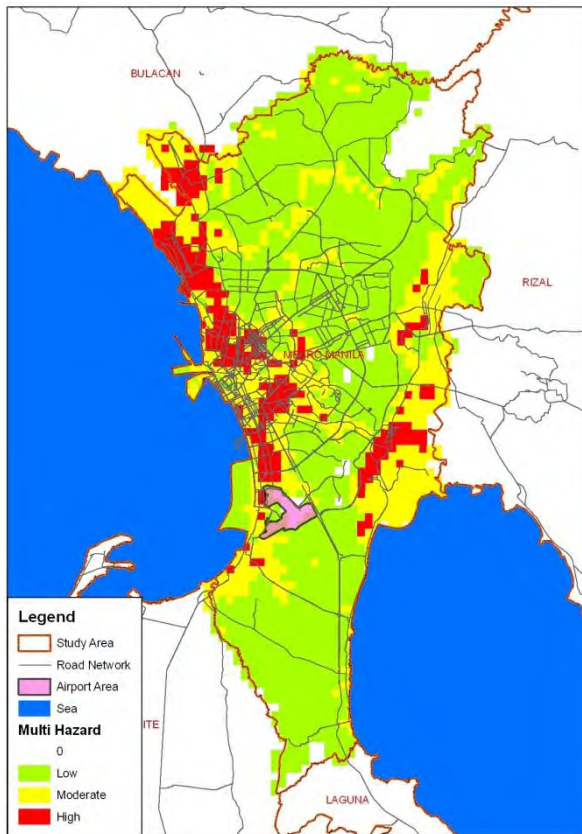 BULACAN
RIZAL
METRO MANILA
Legend
Study Area
Road Network
Airport Area
Sea
Multi Hazard
0
Low
Moderate
High
ITE
LAGUNA